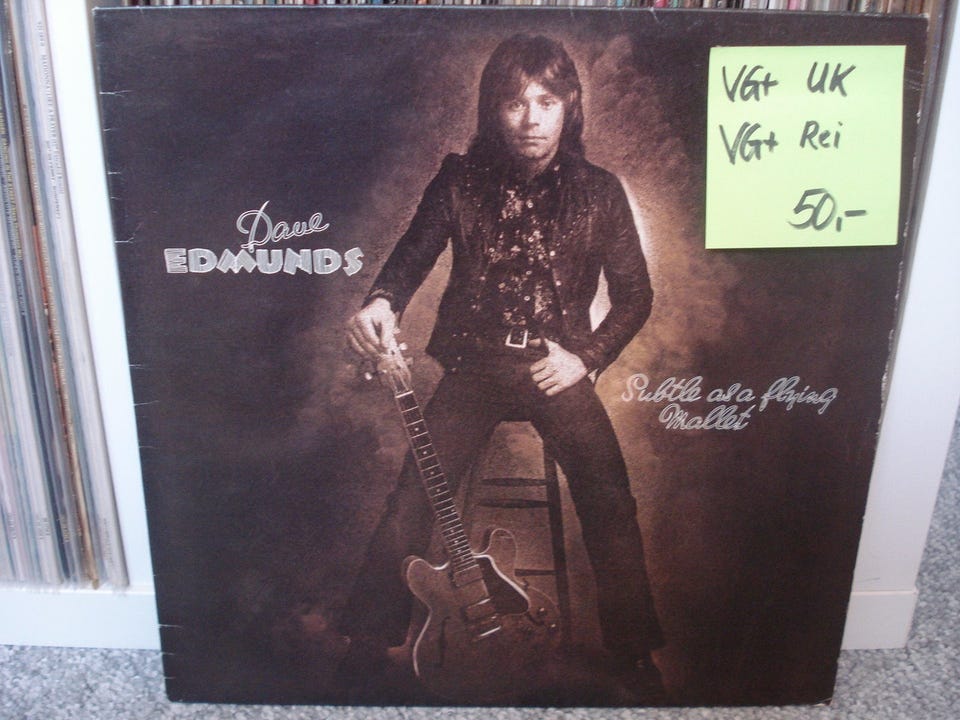 VG+ UK
VG+ Rei
50,-
Dave
EDMUNDS
Subtle as a flying
Mallet